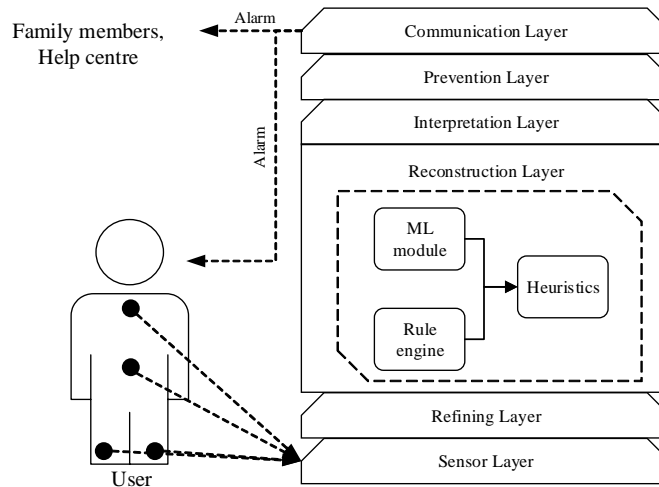 Family members,
Help centre
Alarm
Alarm
Communication Layer
Prevention Layer
Interpretation Layer
Reconstruction Layer
ML
module
Rule
engine
Heuristics
Refining Layer
Sensor Layer
User